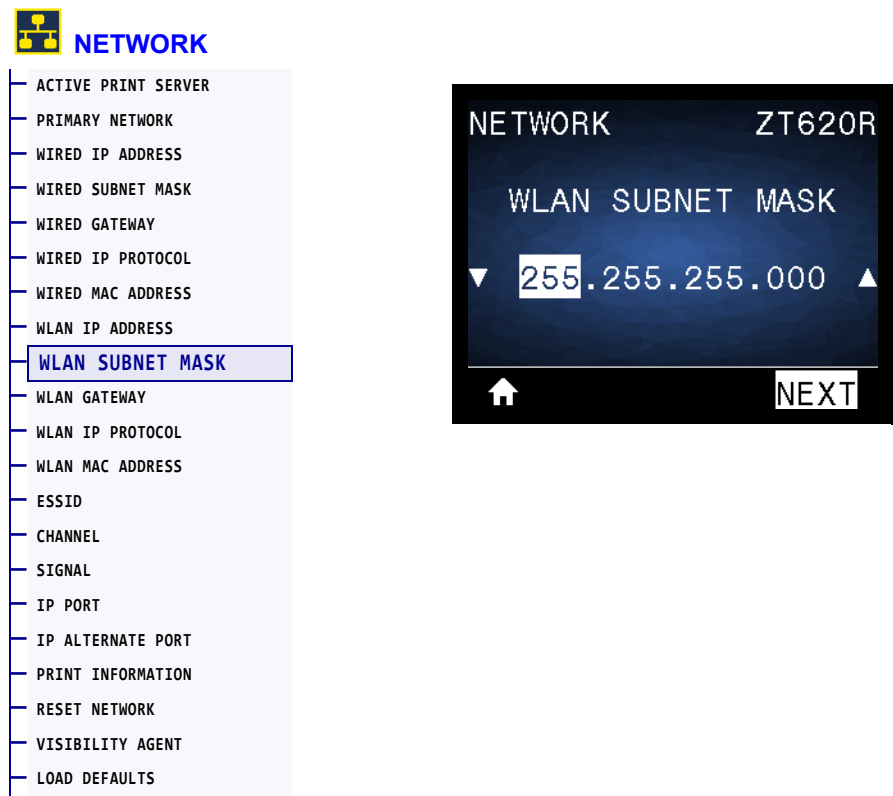 NETWORK
ACTIVE PRINT SERVER
PRIMARY NETWORK
WIRED IP ADDRESS
WIRED SUBNET MASK
WIRED GATEWAY
WIRED IP PROTOCOL
WIRED MAC ADDRESS
WLAN IP ADDRESS
WLAN SUBNET MASK
WLAN GATEWAY
WLAN IP PROTOCOL
WLAN MAC ADDRESS
ESSID
CHANNEL
SIGNAL
IP PORT
IP ALTERNATE PORT
PRINT INFORMATION
RESET NETWORK
VISIBILITY AGENT
LOAD DEFAULTS
NETWORK ZT620R
WLAN SUBNET MASK
▼ 255.255.255.000 ▲
NEXT